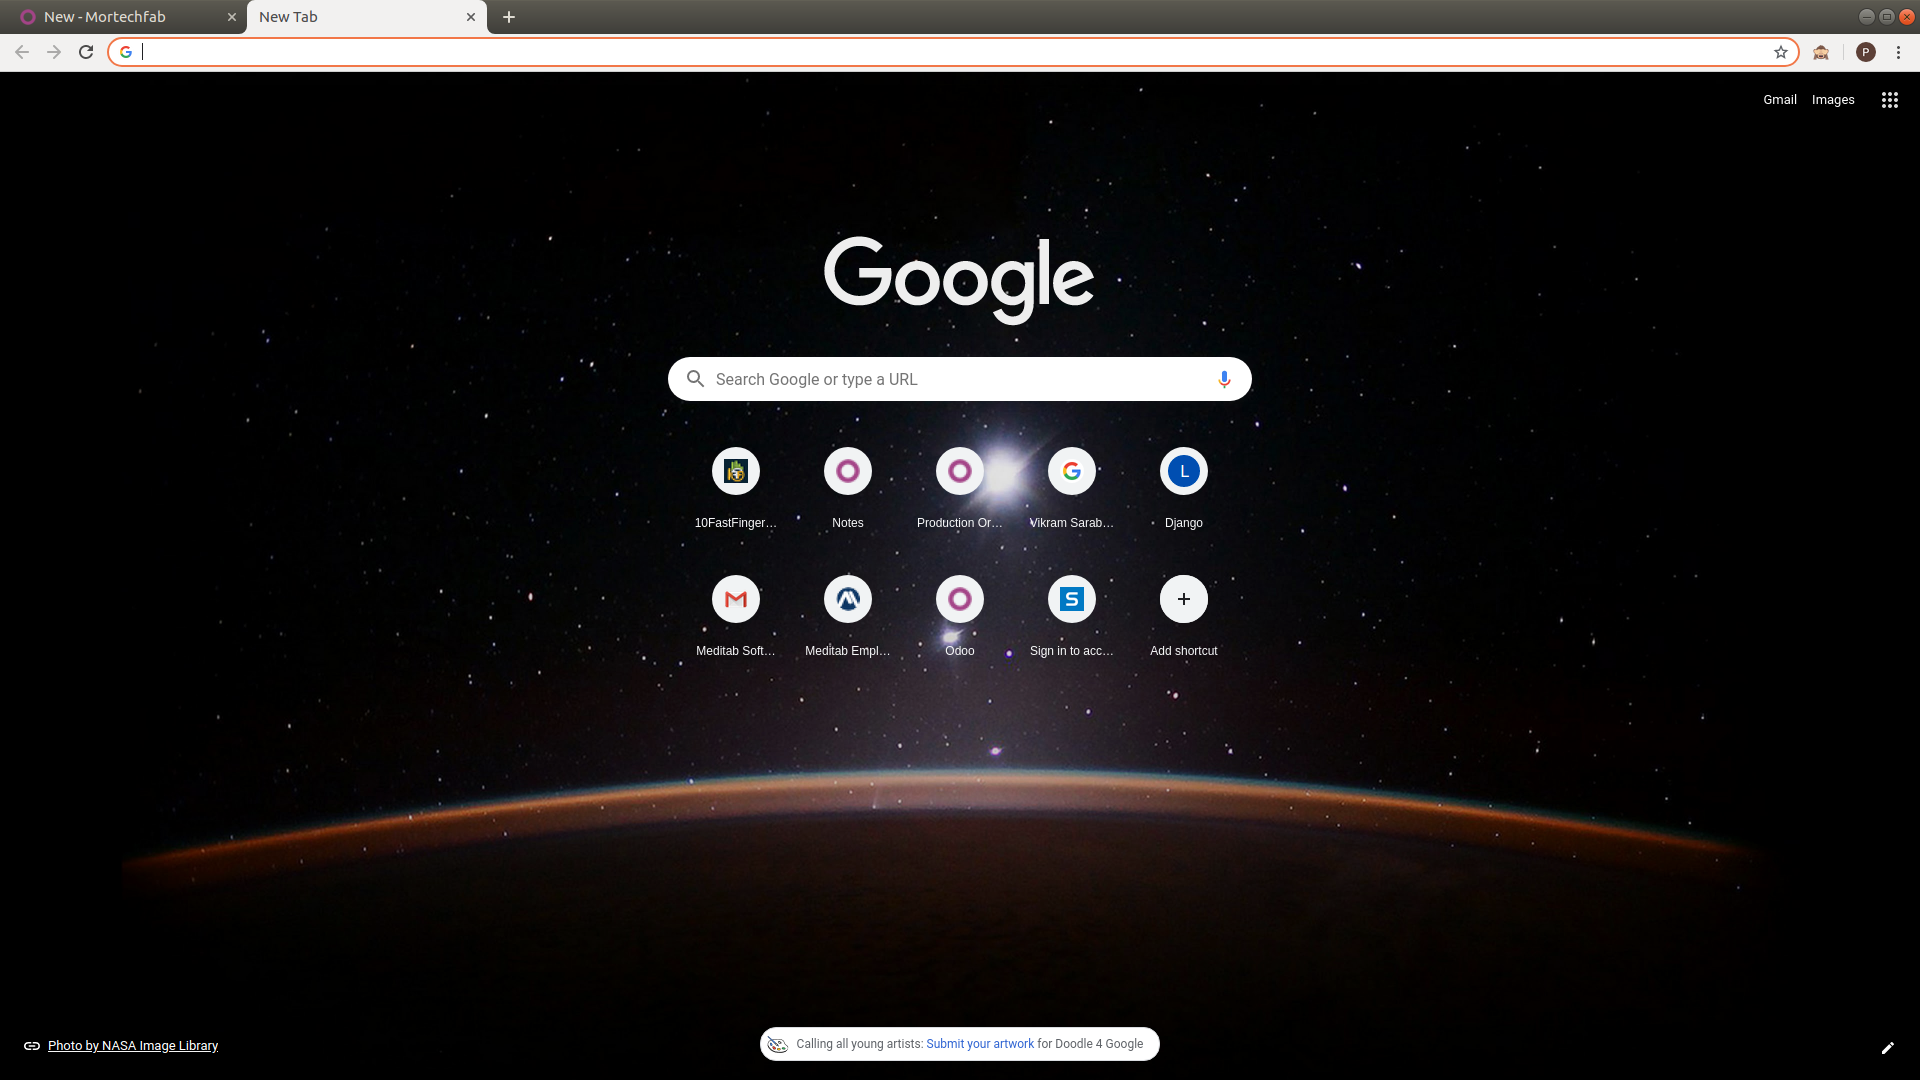 New - Mortechfab
New Tab
P
Gmail Images
Google
Search Google or type a URL
10FastFinger...
Notes
Production Or...
Vikram Sarab...
L
Django
Meditab Soft...
Meditab Empl...
Odoo
S
Sign in to acc...
Add shortcut
Photo by NASA Image Library
Calling all young artists: Submit your artwork for Doodle 4 Google